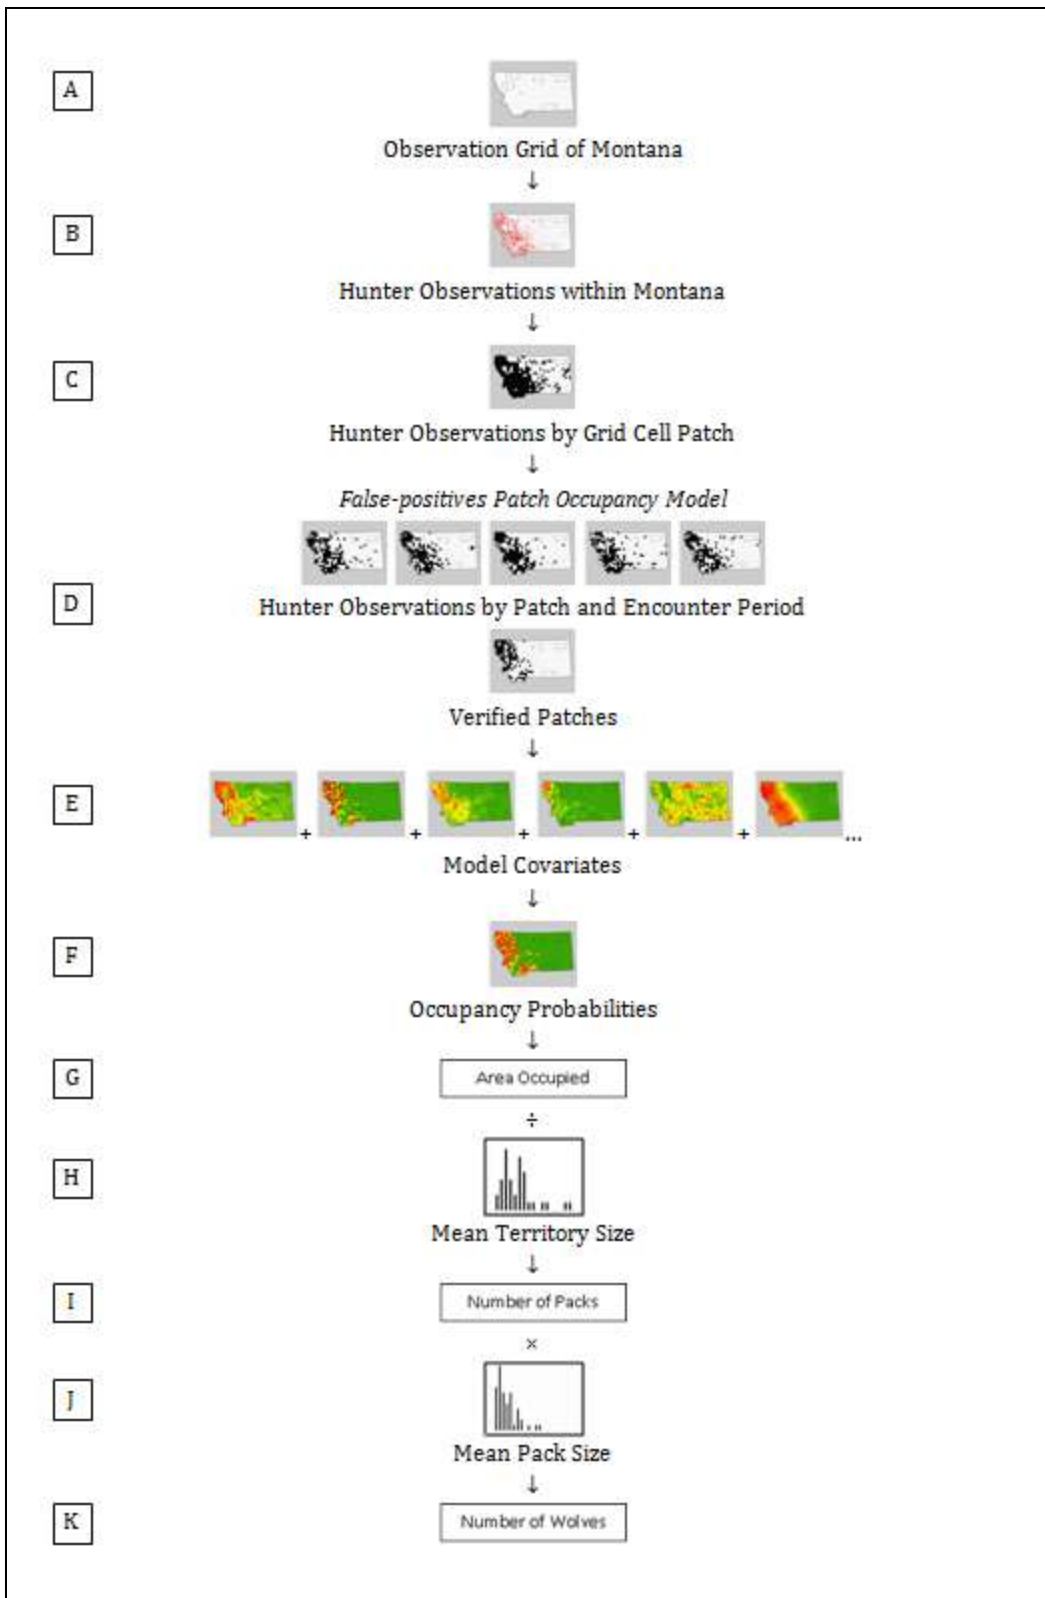 A
Observation Grid of Montana
↓
B
Hunter Observations within Montana
↓
C
Hunter Observations by Grid Cell Patch
↓
False-positives Patch Occupancy Model
D
Hunter Observations by Patch and Encounter Period
Verified Patches
↓
E
+ + + + + ...
Model Covariates
↓
F
Occupancy Probabilities
↓
G
Area Occupied
÷
H
Mean Territory Size
↓
I
Number of Packs
×
J
Mean Pack Size
↓
K
Number of Wolves